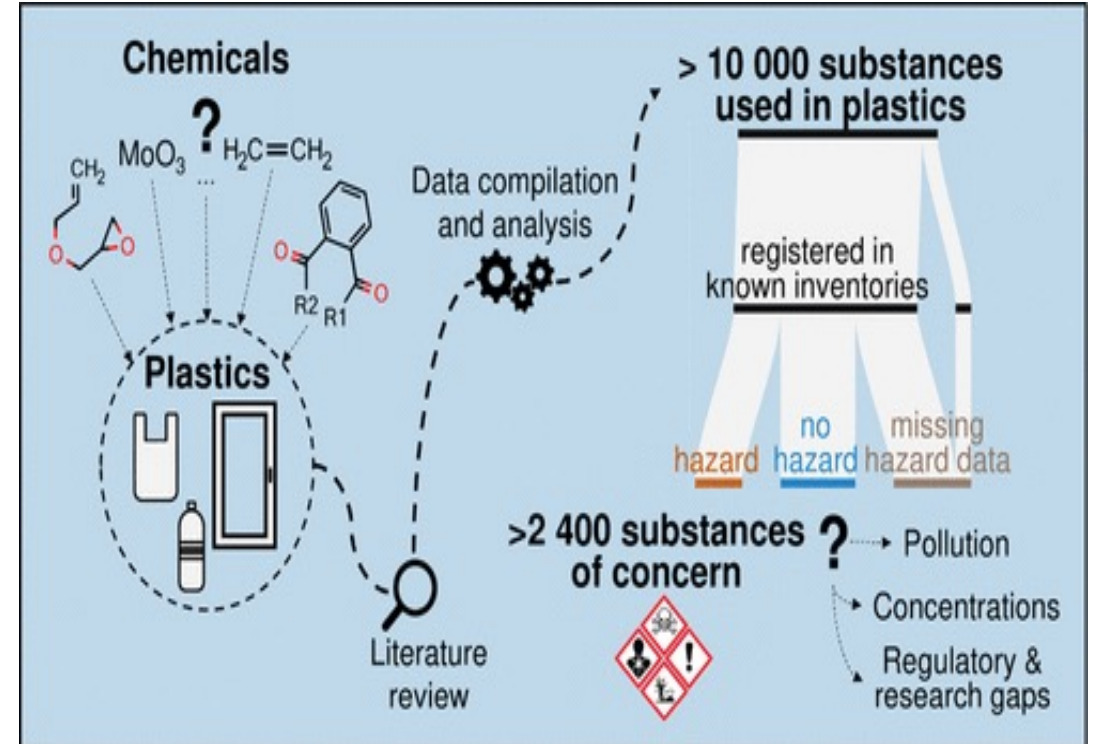 Chemicals
?
MoO₃
...
H₂C=CH₂
CH₂
O
O
O
O
R2
R1
Plastics
Literature
review
Data compilation
and analysis
> 10 000 substances
used in plastics
registered in
known inventories
hazard
no
hazard
missing
hazard data
>2 400 substances
of concern
?
!
Pollution
Concentrations
Regulatory &
research gaps